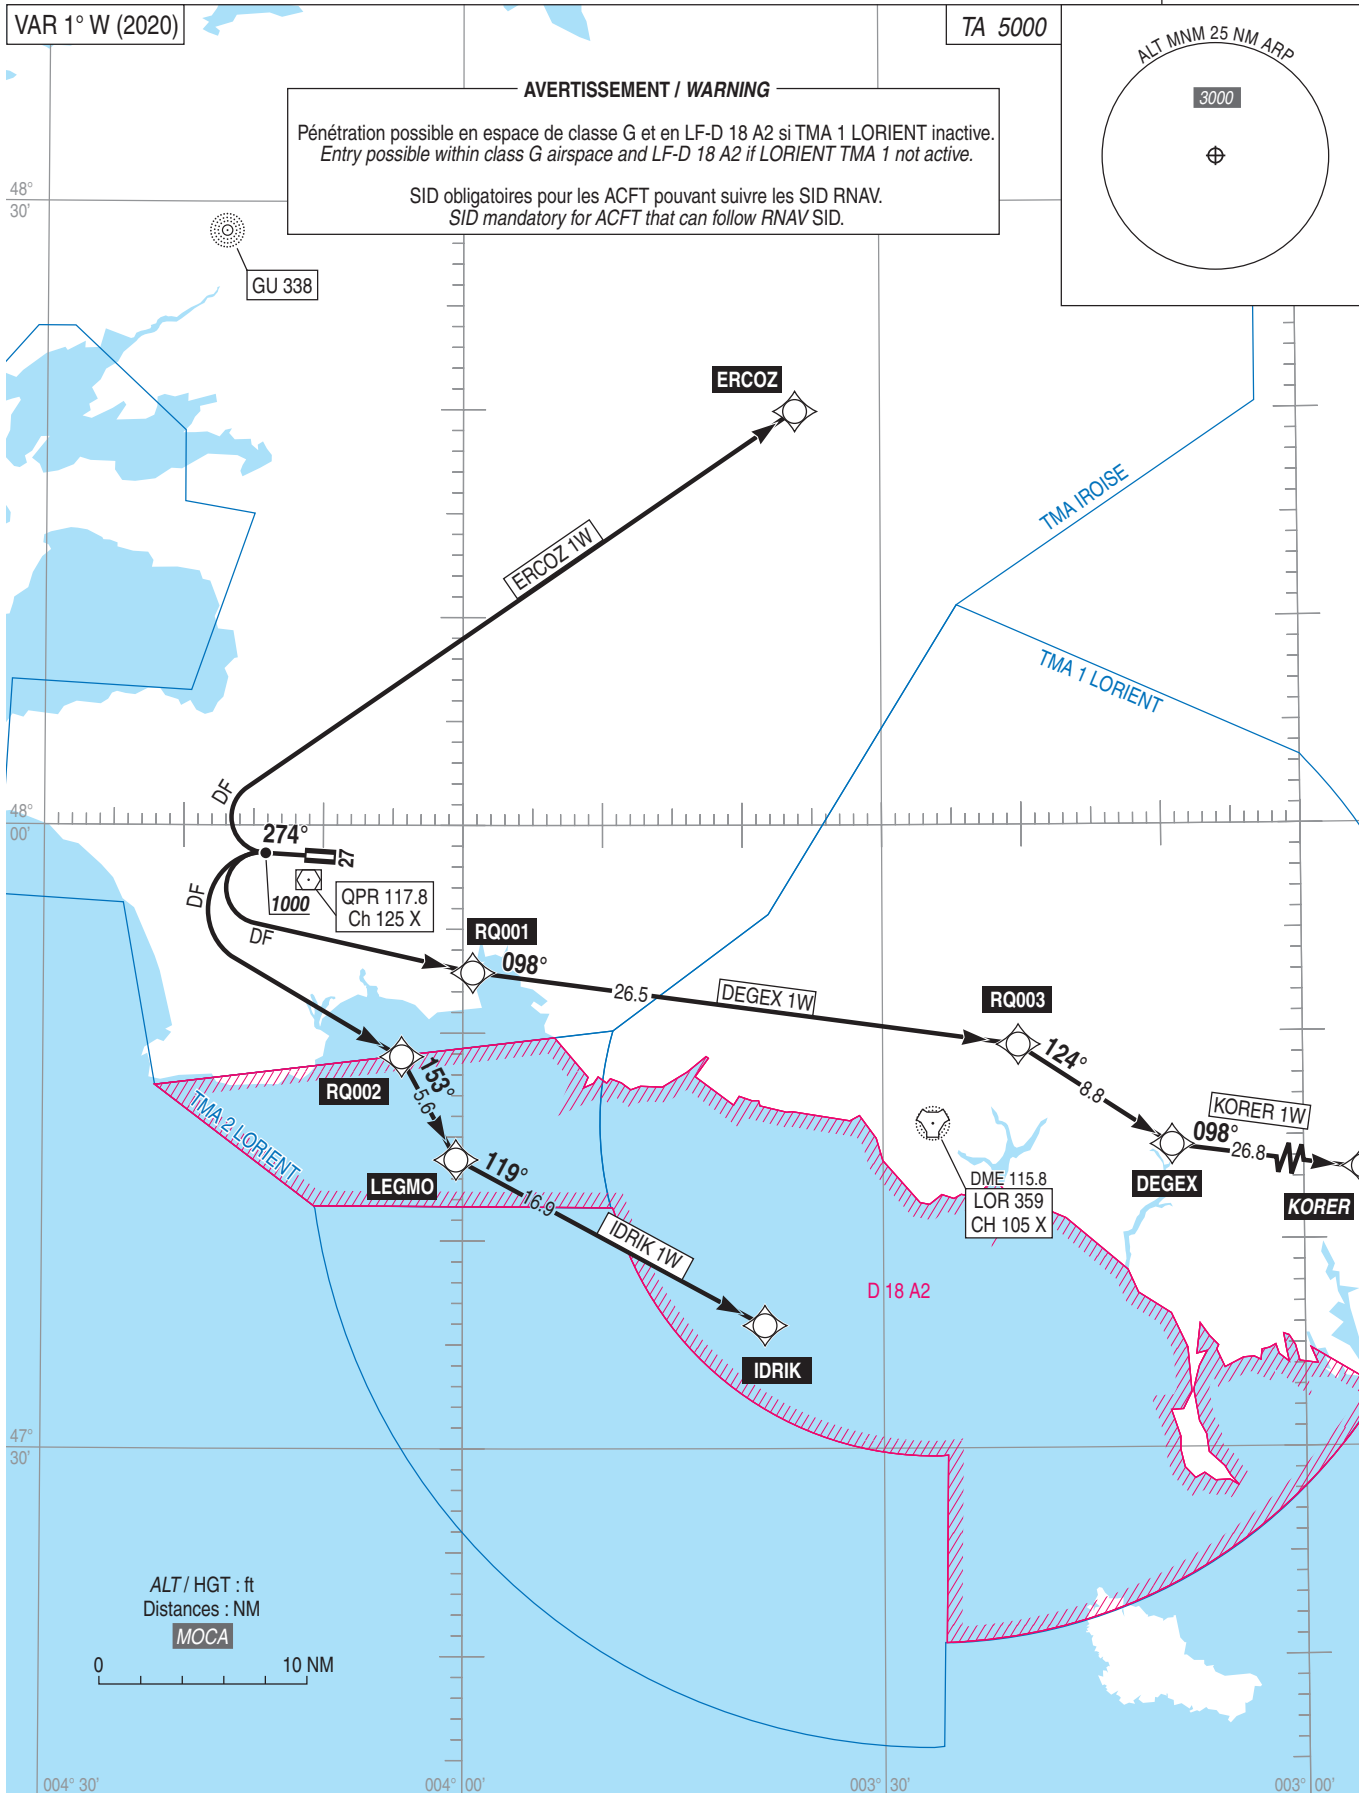 VAR 1° W (2020)
TA 5000
ALT MNM 25 NM ARP
3000
AVERTISSEMENT / WARNING
Pénétration possible en espace de classe G et en LF-D 18 A2 si TMA 1 LORIENT inactive.
Entry possible within class G airspace and LF-D 18 A2 if LORIENT TMA 1 not active.
SID obligatoires pour les ACFT pouvant suivre les SID RNAV.
SID mandatory for ACFT that can follow RNAV SID.
48°
30'
GU 338
ERCOZ
TMA IROISE
ERCOZ 1W
TMA 1 LORIENT
DF
48°
00'
274°
27
DF
1000
QPR 117.8
Ch 125 X
DF
RQ001
098°
26.5
DEGEX 1W
RQ003
124°
8.8
RQ002
153°
5.6
TMA 2 LORIENT
KORER 1W
098°
26.8
DEGEX
KORER
LEGMO
119°
16.9
DME 115.8
LOR 359
CH 105 X
IDRIK 1W
D 18 A2
IDRIK
47°
30'
ALT / HGT : ft
Distances : NM
MOCA
0
10 NM
004° 30'
004° 00'
003° 30'
003° 00'